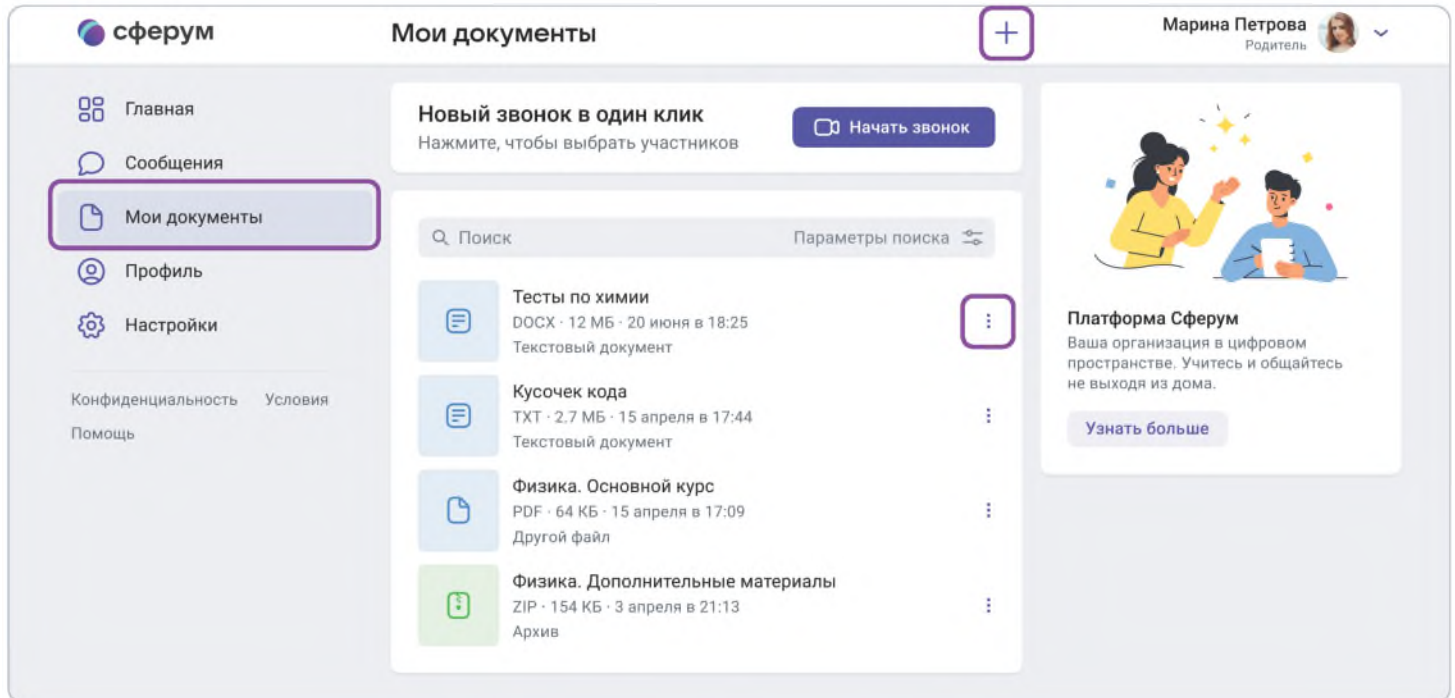 сферум
Мои документы
Марина Петрова
Родитель
Главная
Сообщения
Мои документы
Профиль
Настройки
Конфиденциальность Условия
Помощь
Новый звонок в один клик
Нажмите, чтобы выбрать участников
Начать звонок
Поиск
Параметры поиска
Тесты по химии
DOCX · 12 МБ · 20 июня в 18:25
Текстовый документ
Кусочек кода
TXT · 2.7 МБ · 15 апреля в 17:44
Текстовый документ
Физика. Основной курс
PDF · 64 КБ · 15 апреля в 17:09
Другой файл
Физика. Дополнительные материалы
ZIP · 154 КБ · 3 апреля в 21:13
Архив
Платформа Сферум
Ваша организация в цифровом
пространстве. Учитесь и общайтесь
не выходя из дома.
Узнать больше